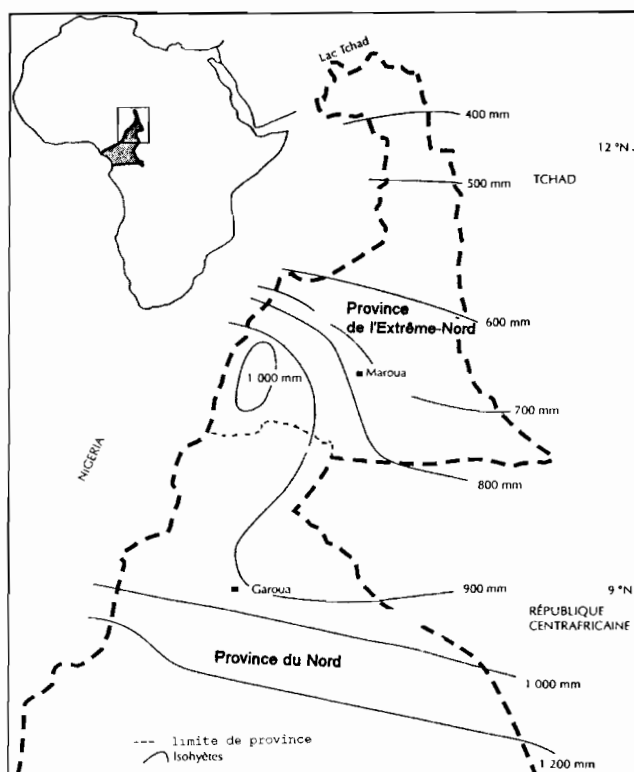 Lac Tchad
400 mm
12 °N
500 mm
TCHAD
Province
de l'Extrême-Nord
600 mm
Maroua
1 000 mm
700 mm
NIGERIA
800 mm
Garoua
900 mm
9 °N
RÉPUBLIQUE
CENTRAFRICAINE
Province du Nord
1 000 mm
limite de province
Isohyètes
1 200 mm